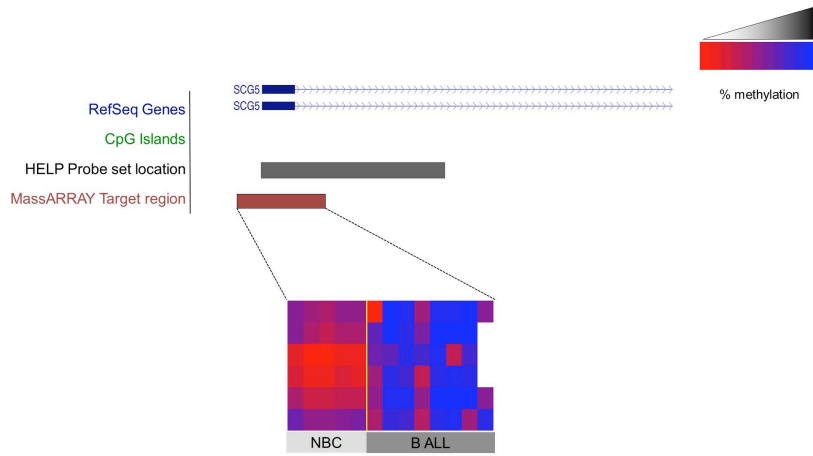 % methylation
SCG5
SCG5
RefSeq Genes
CpG Islands
HELP Probe set location
MassARRAY Target region
NBC
B ALL